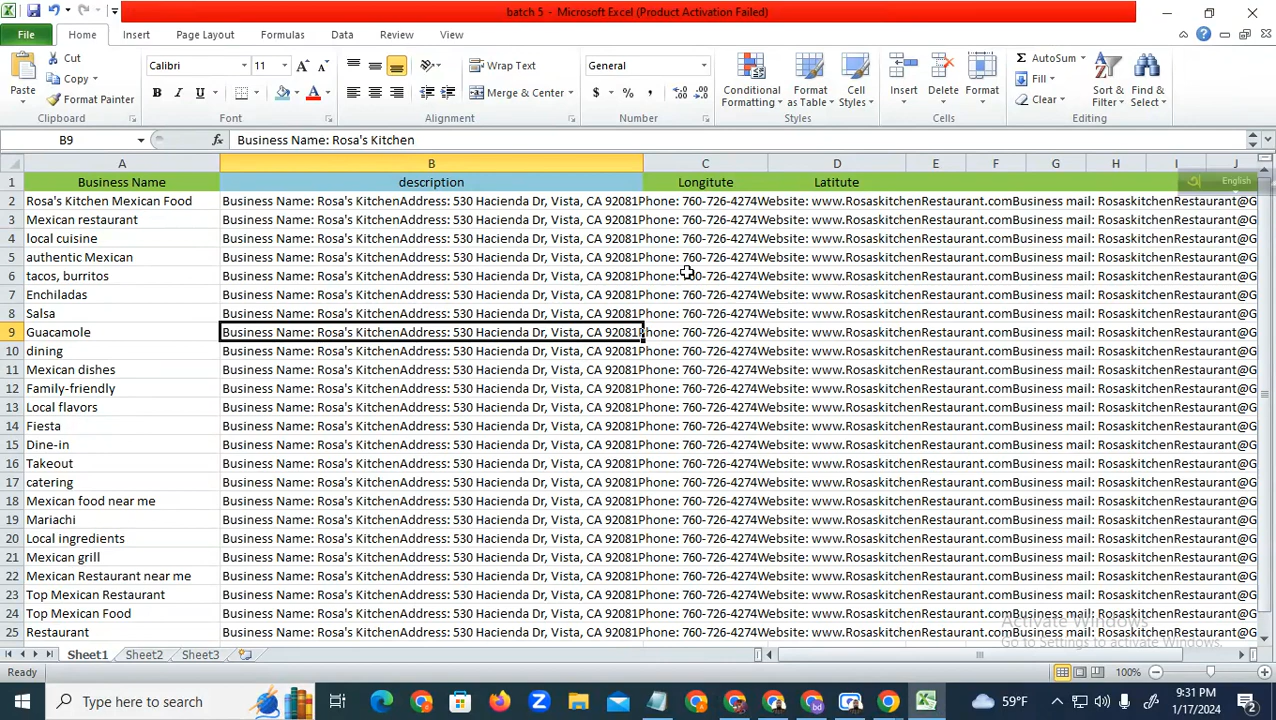 batch 5 - Microsoft Excel (Product Activation Failed)
File Home Insert Page Layout Formulas Data Review View
Paste Cut Copy Format Painter Clipboard
Calibri 11 B I U Font
Wrap Text Merge & Center Alignment
General $ % , Number
Conditional Formatting Format as Table Cell Styles Styles
Insert Delete Format Cells
AutoSum Fill Clear Sort & Filter Find & Select Editing
B9 fx Business Name: Rosa's Kitchen
A B C D E F G H I J
1 Business Name description Longitute Latitute English
2 Rosa's Kitchen Mexican Food Business Name: Rosa's KitchenAddress: 530 Hacienda Dr, Vista, CA 92081Phone: 760-726-4274Website: www.RosaskitchenRestaurant.comBusiness mail: RosaskitchenRestaurant@G
3 Mexican restaurant Business Name: Rosa's KitchenAddress: 530 Hacienda Dr, Vista, CA 92081Phone: 760-726-4274Website: www.RosaskitchenRestaurant.comBusiness mail: RosaskitchenRestaurant@G
4 local cuisine Business Name: Rosa's KitchenAddress: 530 Hacienda Dr, Vista, CA 92081Phone: 760-726-4274Website: www.RosaskitchenRestaurant.comBusiness mail: RosaskitchenRestaurant@G
5 authentic Mexican Business Name: Rosa's KitchenAddress: 530 Hacienda Dr, Vista, CA 92081Phone: 760-726-4274Website: www.RosaskitchenRestaurant.comBusiness mail: RosaskitchenRestaurant@G
6 tacos, burritos Business Name: Rosa's KitchenAddress: 530 Hacienda Dr, Vista, CA 92081Phone: 760-726-4274Website: www.RosaskitchenRestaurant.comBusiness mail: RosaskitchenRestaurant@G
7 Enchiladas Business Name: Rosa's KitchenAddress: 530 Hacienda Dr, Vista, CA 92081Phone: 760-726-4274Website: www.RosaskitchenRestaurant.comBusiness mail: RosaskitchenRestaurant@G
8 Salsa Business Name: Rosa's KitchenAddress: 530 Hacienda Dr, Vista, CA 92081Phone: 760-726-4274Website: www.RosaskitchenRestaurant.comBusiness mail: RosaskitchenRestaurant@G
9 Guacamole Business Name: Rosa's KitchenAddress: 530 Hacienda Dr, Vista, CA 92081Phone: 760-726-4274Website: www.RosaskitchenRestaurant.comBusiness mail: RosaskitchenRestaurant@G
10 dining Business Name: Rosa's KitchenAddress: 530 Hacienda Dr, Vista, CA 92081Phone: 760-726-4274Website: www.RosaskitchenRestaurant.comBusiness mail: RosaskitchenRestaurant@G
11 Mexican dishes Business Name: Rosa's KitchenAddress: 530 Hacienda Dr, Vista, CA 92081Phone: 760-726-4274Website: www.RosaskitchenRestaurant.comBusiness mail: RosaskitchenRestaurant@G
12 Family-friendly Business Name: Rosa's KitchenAddress: 530 Hacienda Dr, Vista, CA 92081Phone: 760-726-4274Website: www.RosaskitchenRestaurant.comBusiness mail: RosaskitchenRestaurant@G
13 Local flavors Business Name: Rosa's KitchenAddress: 530 Hacienda Dr, Vista, CA 92081Phone: 760-726-4274Website: www.RosaskitchenRestaurant.comBusiness mail: RosaskitchenRestaurant@G
14 Fiesta Business Name: Rosa's KitchenAddress: 530 Hacienda Dr, Vista, CA 92081Phone: 760-726-4274Website: www.RosaskitchenRestaurant.comBusiness mail: RosaskitchenRestaurant@G
15 Dine-in Business Name: Rosa's KitchenAddress: 530 Hacienda Dr, Vista, CA 92081Phone: 760-726-4274Website: www.RosaskitchenRestaurant.comBusiness mail: RosaskitchenRestaurant@G
16 Takeout Business Name: Rosa's KitchenAddress: 530 Hacienda Dr, Vista, CA 92081Phone: 760-726-4274Website: www.RosaskitchenRestaurant.comBusiness mail: RosaskitchenRestaurant@G
17 catering Business Name: Rosa's KitchenAddress: 530 Hacienda Dr, Vista, CA 92081Phone: 760-726-4274Website: www.RosaskitchenRestaurant.comBusiness mail: RosaskitchenRestaurant@G
18 Mexican food near me Business Name: Rosa's KitchenAddress: 530 Hacienda Dr, Vista, CA 92081Phone: 760-726-4274Website: www.RosaskitchenRestaurant.comBusiness mail: RosaskitchenRestaurant@G
19 Mariachi Business Name: Rosa's KitchenAddress: 530 Hacienda Dr, Vista, CA 92081Phone: 760-726-4274Website: www.RosaskitchenRestaurant.comBusiness mail: RosaskitchenRestaurant@G
20 Local ingredients Business Name: Rosa's KitchenAddress: 530 Hacienda Dr, Vista, CA 92081Phone: 760-726-4274Website: www.RosaskitchenRestaurant.comBusiness mail: RosaskitchenRestaurant@G
21 Mexican grill Business Name: Rosa's KitchenAddress: 530 Hacienda Dr, Vista, CA 92081Phone: 760-726-4274Website: www.RosaskitchenRestaurant.comBusiness mail: RosaskitchenRestaurant@G
22 Mexican Restaurant near me Business Name: Rosa's KitchenAddress: 530 Hacienda Dr, Vista, CA 92081Phone: 760-726-4274Website: www.RosaskitchenRestaurant.comBusiness mail: RosaskitchenRestaurant@G
23 Top Mexican Restaurant Business Name: Rosa's KitchenAddress: 530 Hacienda Dr, Vista, CA 92081Phone: 760-726-4274Website: www.RosaskitchenRestaurant.comBusiness mail: RosaskitchenRestaurant@G
24 Top Mexican Food Business Name: Rosa's KitchenAddress: 530 Hacienda Dr, Vista, CA 92081Phone: 760-726-4274Website: www.RosaskitchenRestaurant.comBusiness mail: RosaskitchenRestaurant@G
25 Restaurant Business Name: Rosa's KitchenAddress: 530 Hacienda Dr, Vista, CA 92081Phone: 760-726-4274Website: www.RosaskitchenRestaurant.comBusiness mail: RosaskitchenRestaurant@G
Activate Windows
Go to Settings to activate Windows.
Sheet1 Sheet2 Sheet3
Ready 100%
Type here to search 59°F 9:31 PM
1/17/2024 2